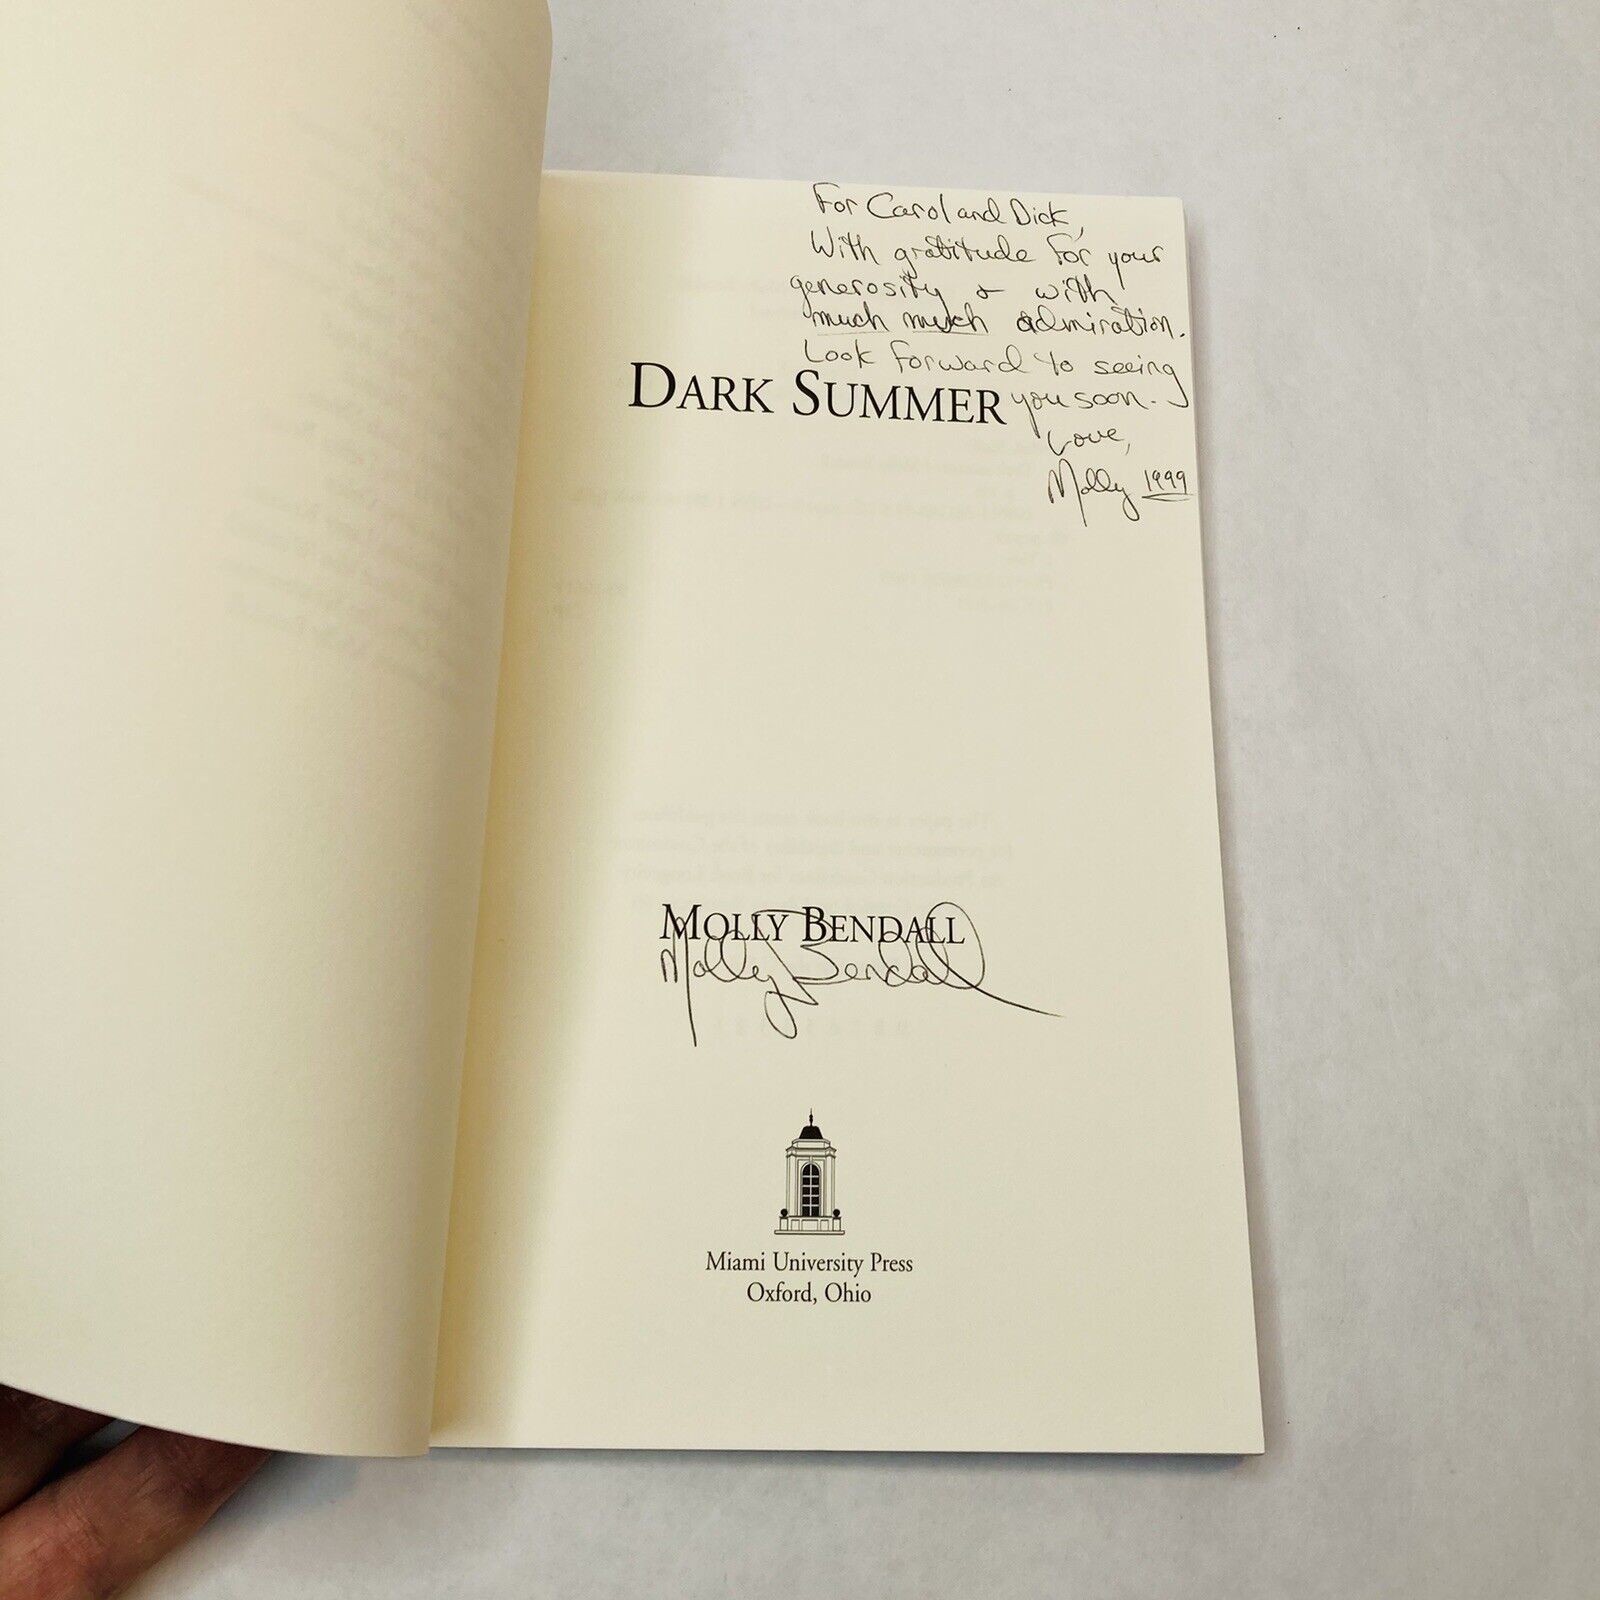 For Carol and Dick,
With gratitude for your
generosity & with
much much admiration.
Look forward to seeing
you soon.
Love,
Molly 1999
DARK SUMMER
MOLLY BENDALL
Molly Bendall
Miami University Press
Oxford, Ohio